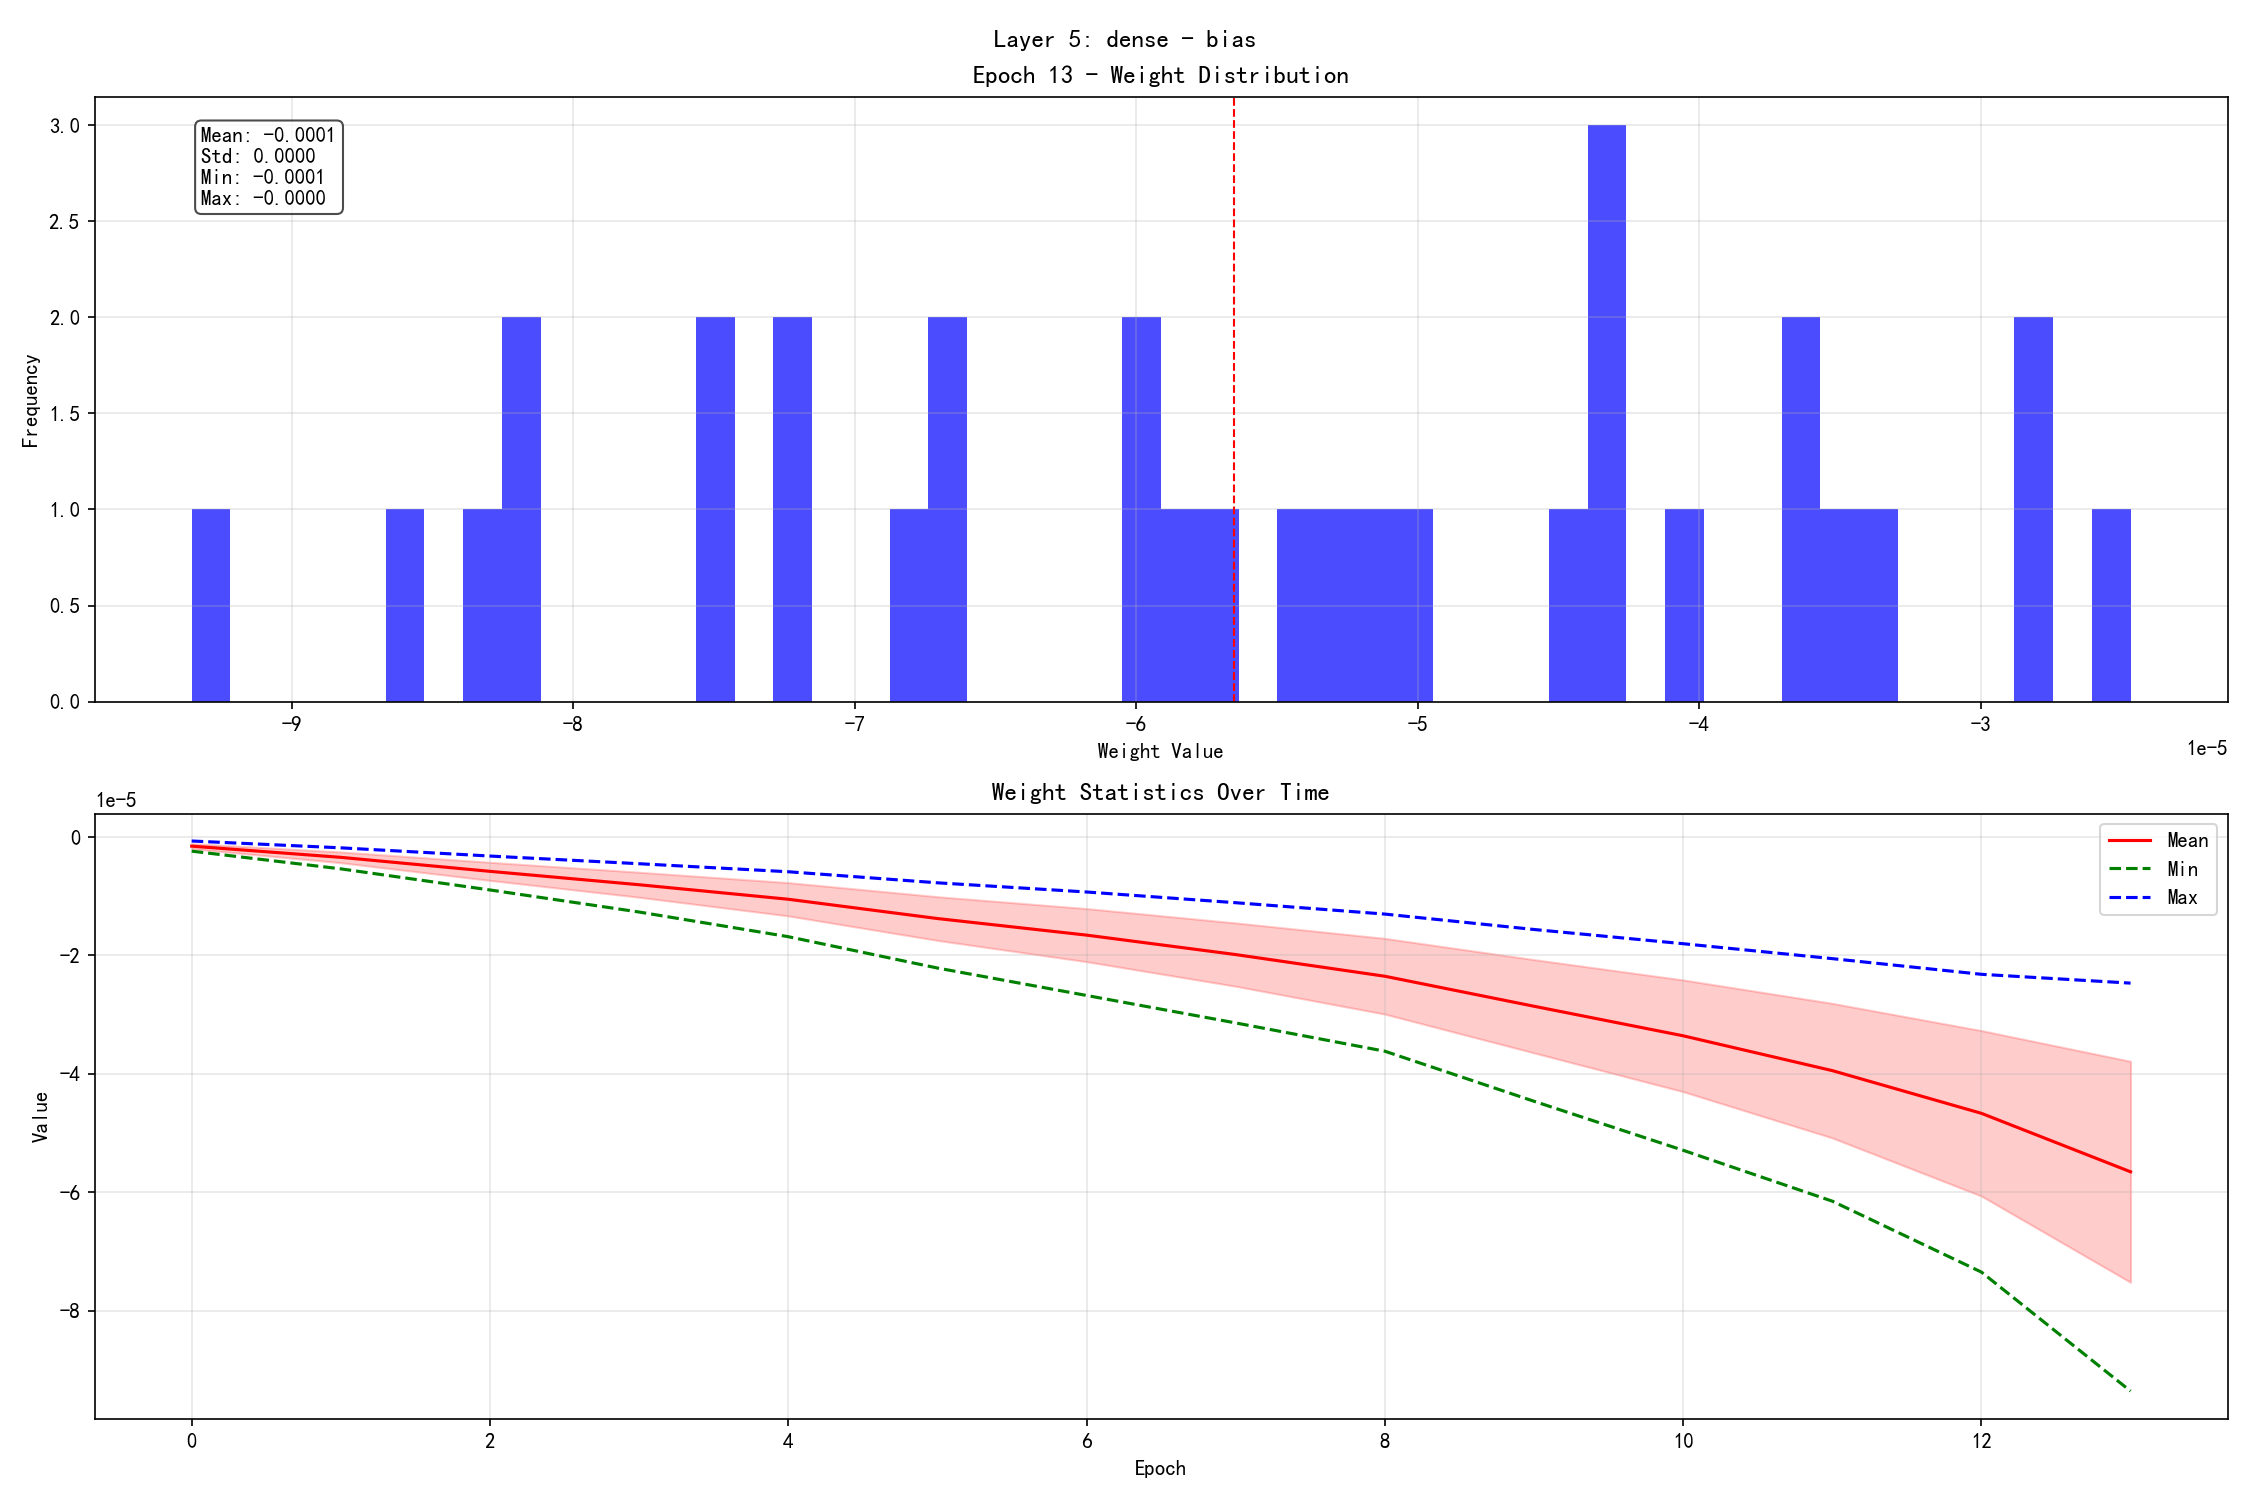 Layer 5: dense - bias
Epoch 13 - Weight Distribution
Mean: -0.0001
Std: 0.0000
Min: -0.0001
Max: -0.0000
Frequency
3.0
2.5
2.0
1.5
1.0
0.5
0.0
-9 -8 -7 -6 -5 -4 -3
1e-5
Weight Value
Weight Statistics Over Time
1e-5
Mean
Min
Max
Value
0
-2
-4
-6
-8
0 2 4 6 8 10 12
Epoch